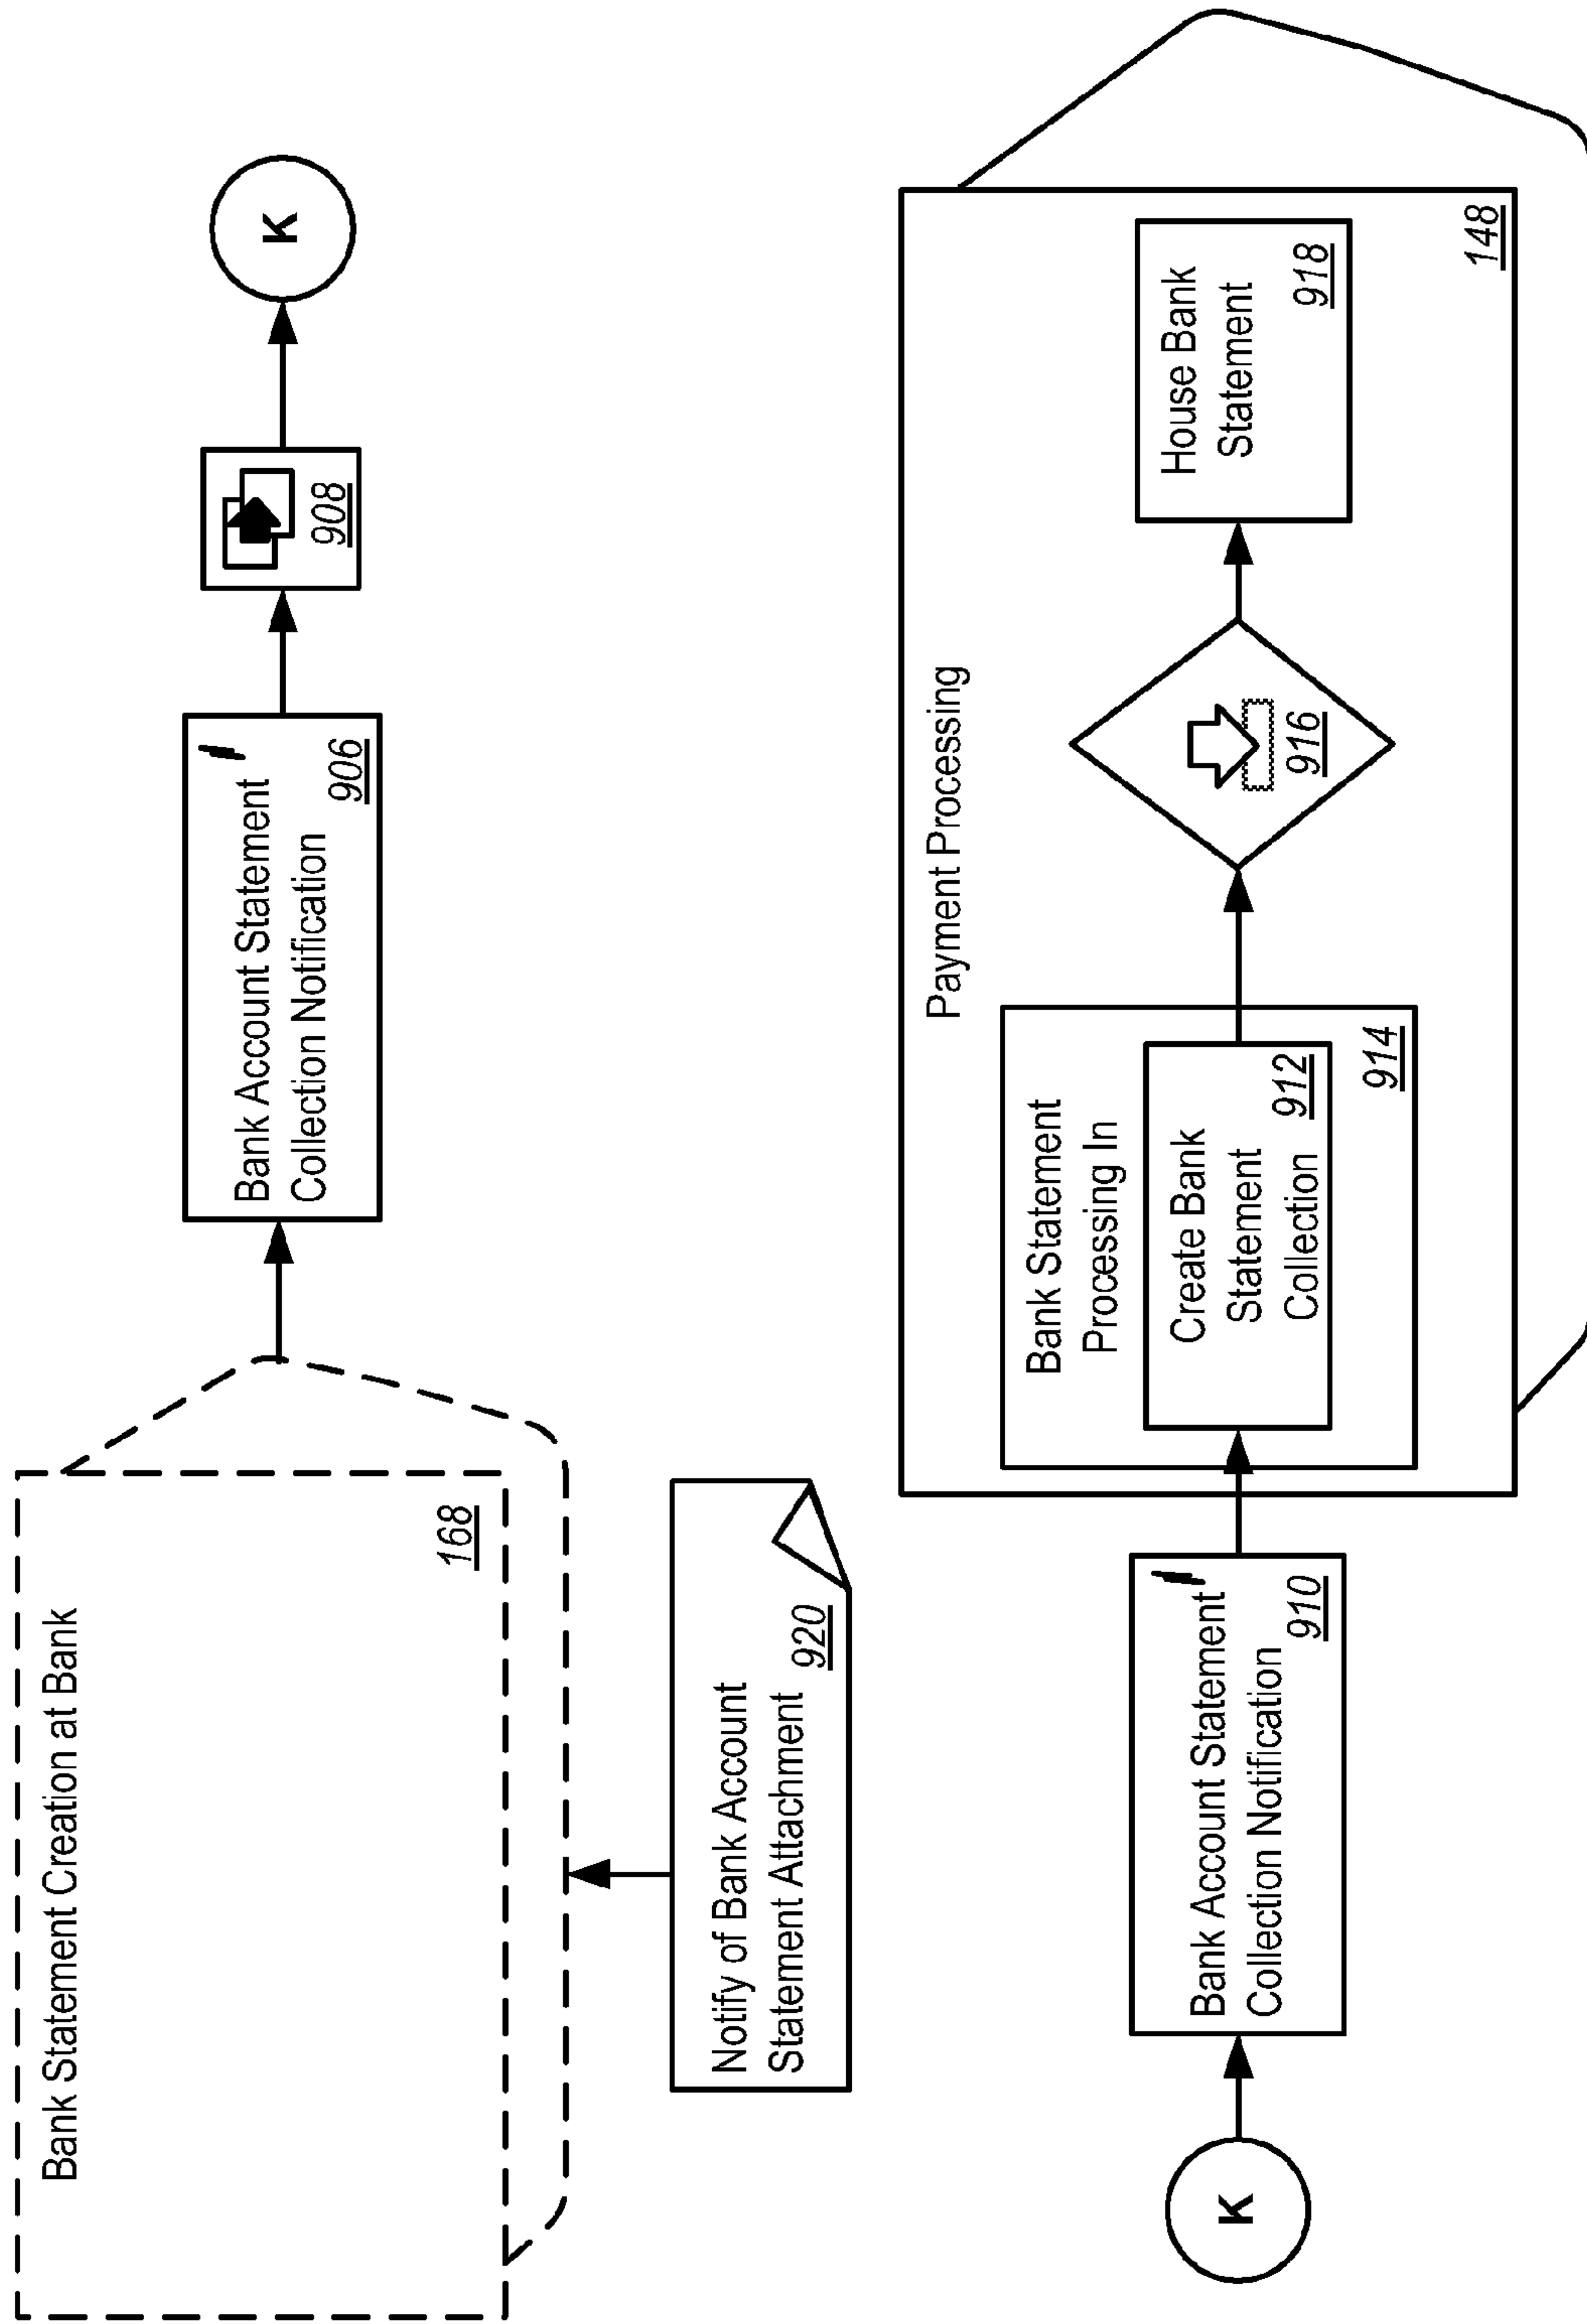 Bank Statement Creation at Bank
168
Bank Account Statement
Collection Notification
906
908
K
Notify of Bank Account
Statement Attachment
920
K
Bank Account Statement
Collection Notification
910
Payment Processing
Bank Statement
Processing In
Create Bank
Statement
Collection
912
914
916
House Bank
Statement
918
148